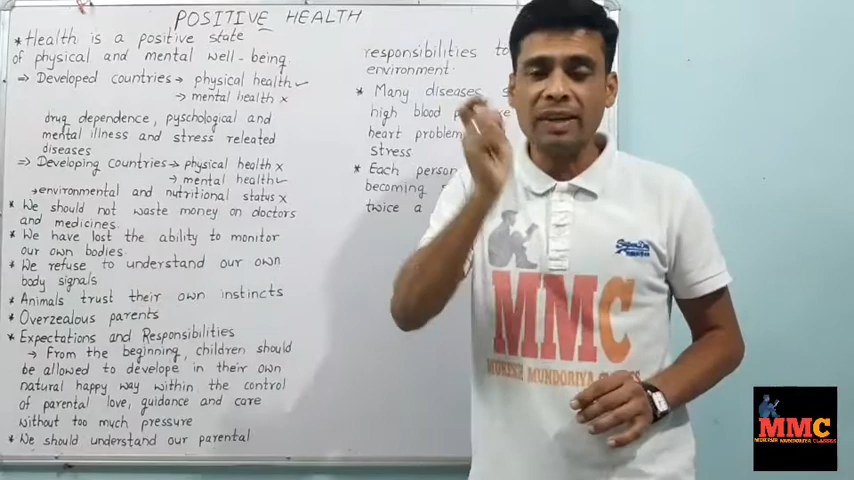 POSITIVE HEALTH
* HEALTH is a positive state
of physical and mental well-being
⇒ Developed countries → physical health ✓
→ mental health ×
drug dependence, pyschological and
mental illness and stress releated
diseases
⇒ Developing Countries → Physical health ×
→ mental health ✓
→ environmental and nutritional status ×
* We should not waste money on doctors
and medicines
* We have lost the ability to monitor
our own bodies
* We refuse to understand our own
body signals
* Animals trust their own instincts
* Overzealous parents
* Expectations and Responsibilities
→ From the beginning, children should
be allowed to develop in their own
natural happy way within the control
of parental love, guidance and care
without too much pressure
* We should understand our parental
responsibilities to
environment
* Many diseases
high blood
heart problem
stress
* Each person
becoming
twice a
SuperDry
MMC
MUKESH MUNDORIYA CLASSES
MMC
MUKESH MUNDORIYA CLASSES